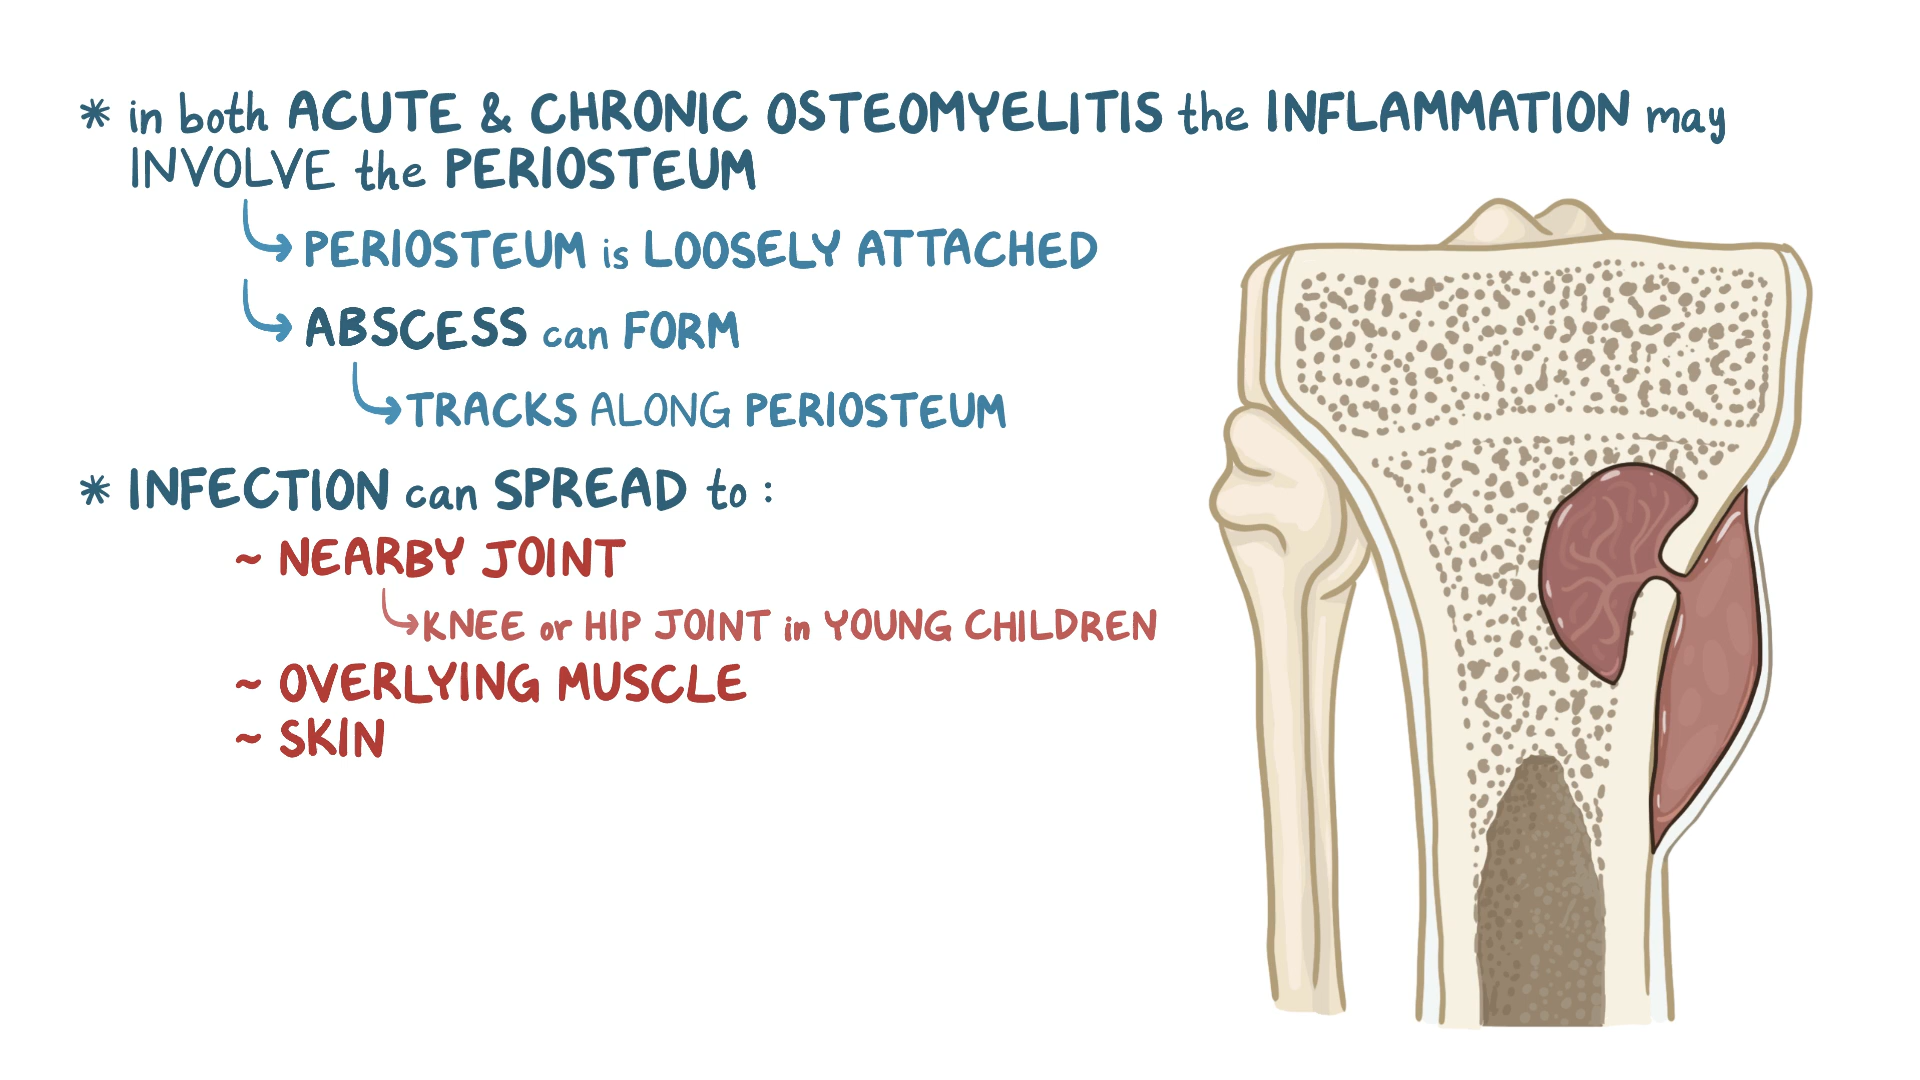 * in both ACUTE & CHRONIC OSTEOMYELITIS the INFLAMMATION may
INVOLVE the PERIOSTEUM
PERIOSTEUM is LOOSELY ATTACHED
ABSCESS can FORM
TRACKS ALONG PERIOSTEUM
* INFECTION can SPREAD to :
~ NEARBY JOINT
KNEE or HIP JOINT in YOUNG CHILDREN
~ OVERLYING MUSCLE
~ SKIN